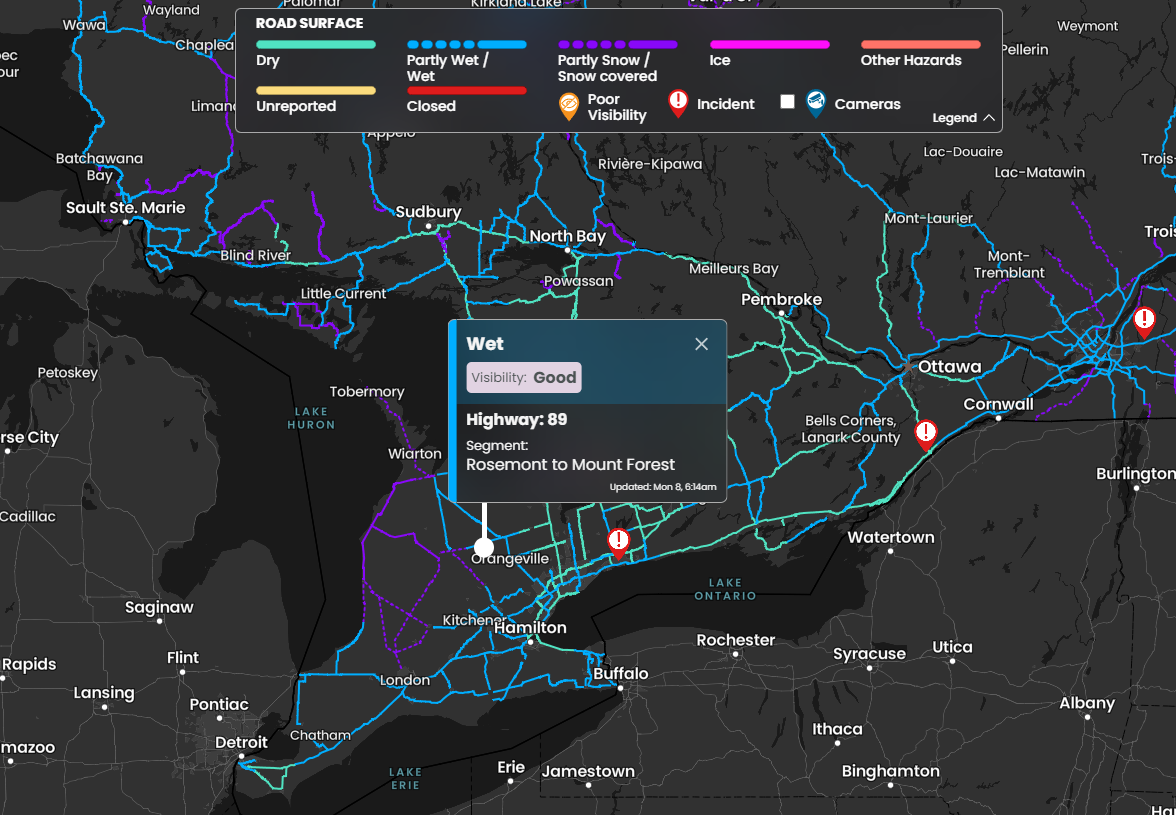 Palomar
Kirkland Lake
Wayland
Wawa
Chaplea
Weymont
Pellerin
ROAD SURFACE
Dry
Partly Wet /
Wet
Partly Snow /
Snow covered
Ice
Other Hazards
Unreported
Closed
Poor
Visibility
Incident
Cameras
Legend
Liman
Lac-Douaire
Trois-
Batchawana
Bay
Rivière-Kipawa
Lac-Matawin
Sault Ste. Marie
Sudbury
North Bay
Mont-Laurier
Trois
Blind River
Meilleurs Bay
Mont-
Tremblant
Powassan
Little Current
Pembroke
Wet
Visibility: Good
Highway: 89
Segment:
Rosemont to Mount Forest
Updated: Mon 8, 6:14am
Petoskey
Ottawa
Tobermory
LAKE
HURON
Cornwall
Bells Corners,
Lanark County
rse City
Wiarton
Burlington
Cadillac
Watertown
Orangeville
LAKE
ONTARIO
Saginaw
Kitchener
Hamilton
Rochester
Syracuse
Utica
Rapids
Flint
London
Buffalo
Lansing
Pontiac
Albany
Ithaca
Chatham
Detroit
mazoo
LAKE
ERIE
Erie
Jamestown
Binghamton